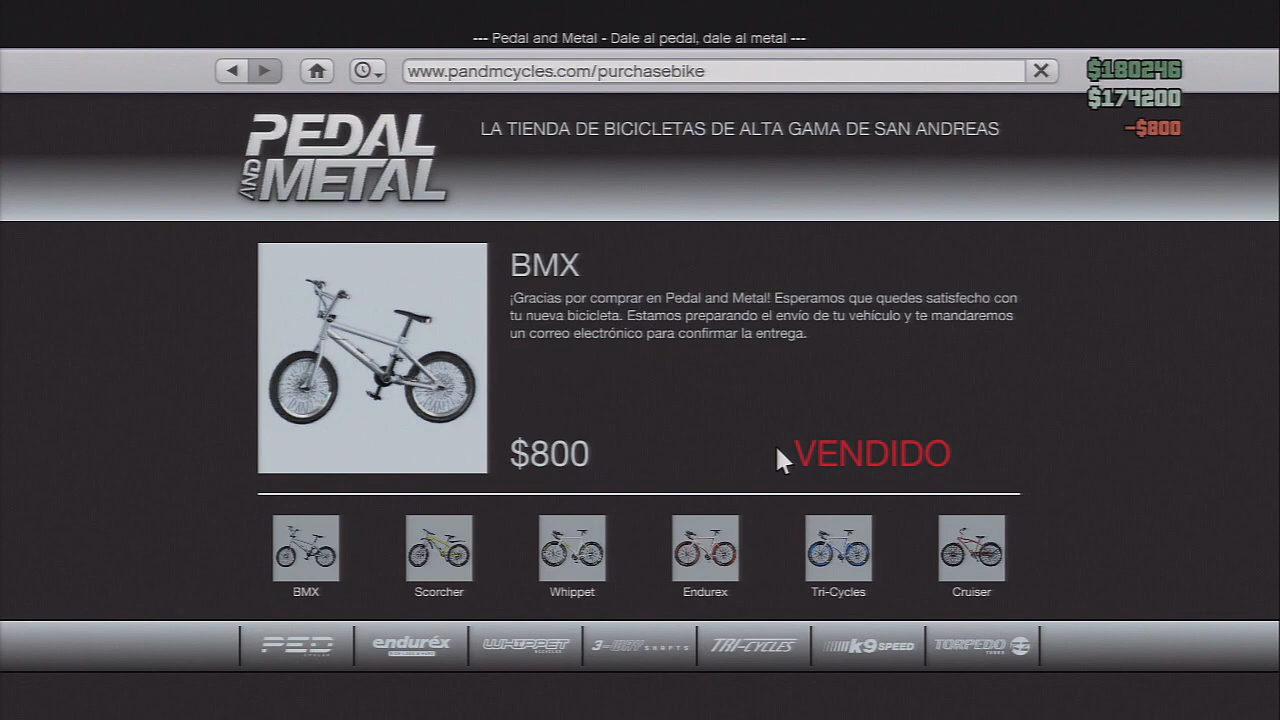 --- Pedal and Metal - Dale al pedal, dale al metal ---
www.pandmcycles.com/purchasebike
$180246
$174200
-$800
PEDAL
AND METAL
LA TIENDA DE BICICLETAS DE ALTA GAMA DE SAN ANDREAS
BMX
¡Gracias por comprar en Pedal and Metal! Esperamos que quedes satisfecho con
tu nueva bicicleta. Estamos preparando el envío de tu vehículo y te mandaremos
un correo electrónico para confirmar la entrega.
$800
VENDIDO
BMX Scorcher Whippet Endurex Tri-Cycles Cruiser
PED endurex WHIPPET 3-WAY SHAFTS TRI-CYCLES k9 SPEED TORPEDO